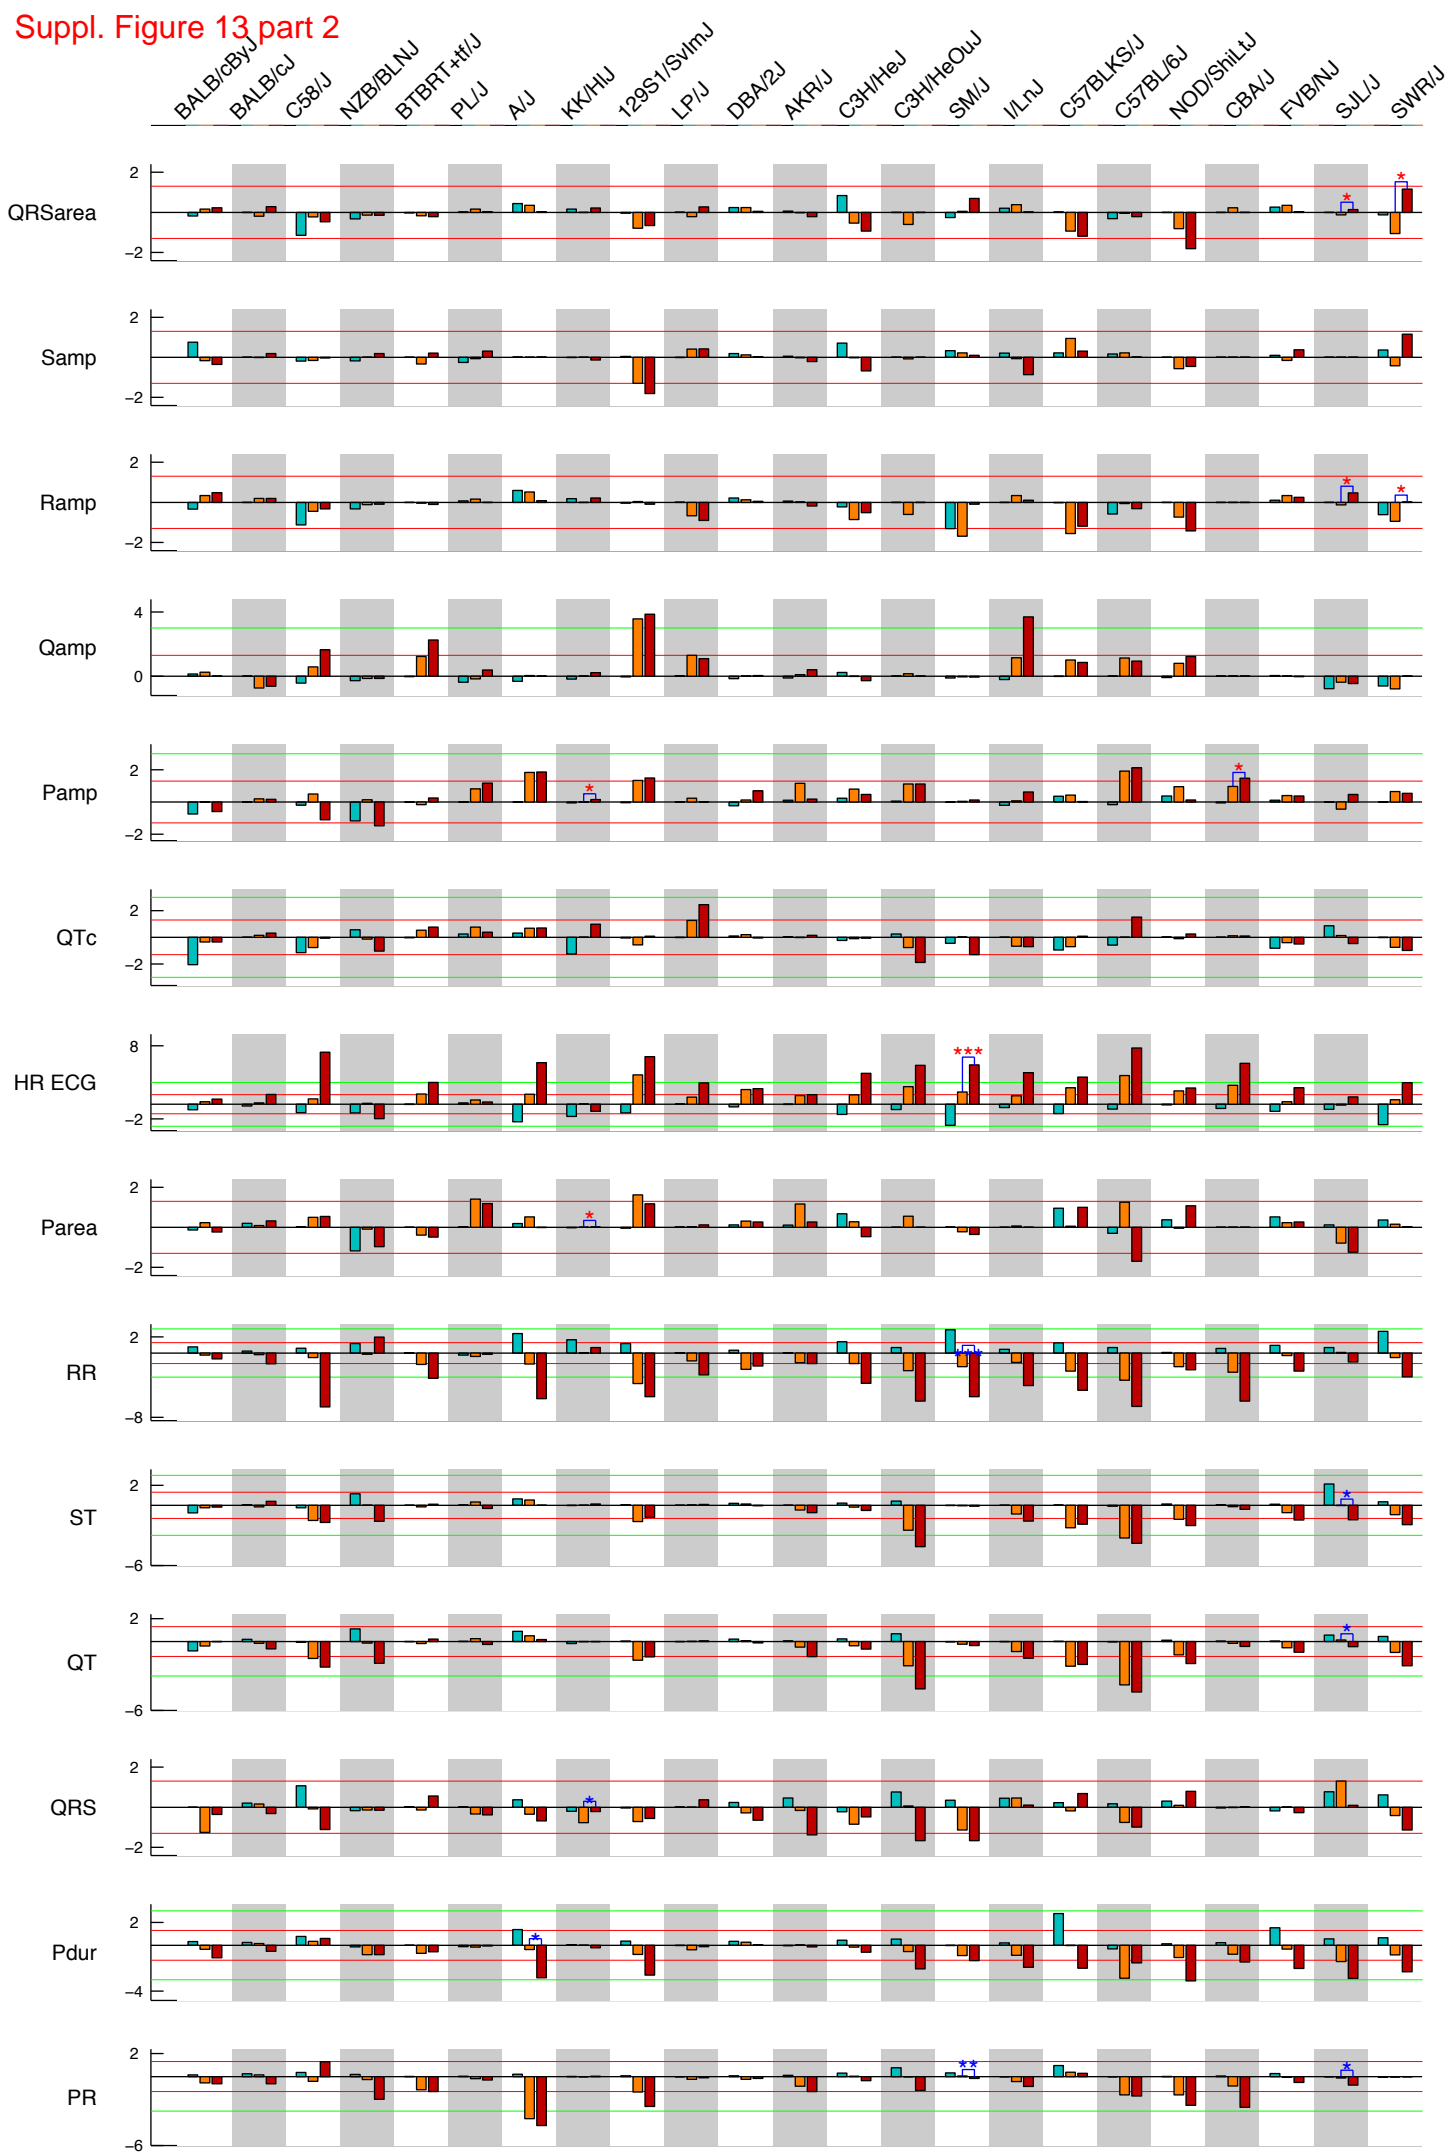 Suppl. Figure 13 part 2
BALB/cByJ BALB/cJ C58/J NZB/BLNJ BTBRT+tf/J PL/J A/J KK/HIJ 129S1/SvImJ LP/J DBA/2J AKR/J C3H/HeJ C3H/HeOuJ SM/J I/LnJ C57BLKS/J C57BL/6J NOD/ShiLtJ CBA/J FVB/NJ SJL/J SWR/J
2
QRSarea * *
−2
2
Samp
−2
2
Ramp * *
−2
4
Qamp
0
2
Pamp * *
−2
2
QTc
−2
8
HR ECG ***
−2
2
Parea *
−2
2
RR ***
−8
2
ST *
−6
2
QT *
−6
2
QRS *
−2
2
Pdur *
−4
2
PR ** *
−6